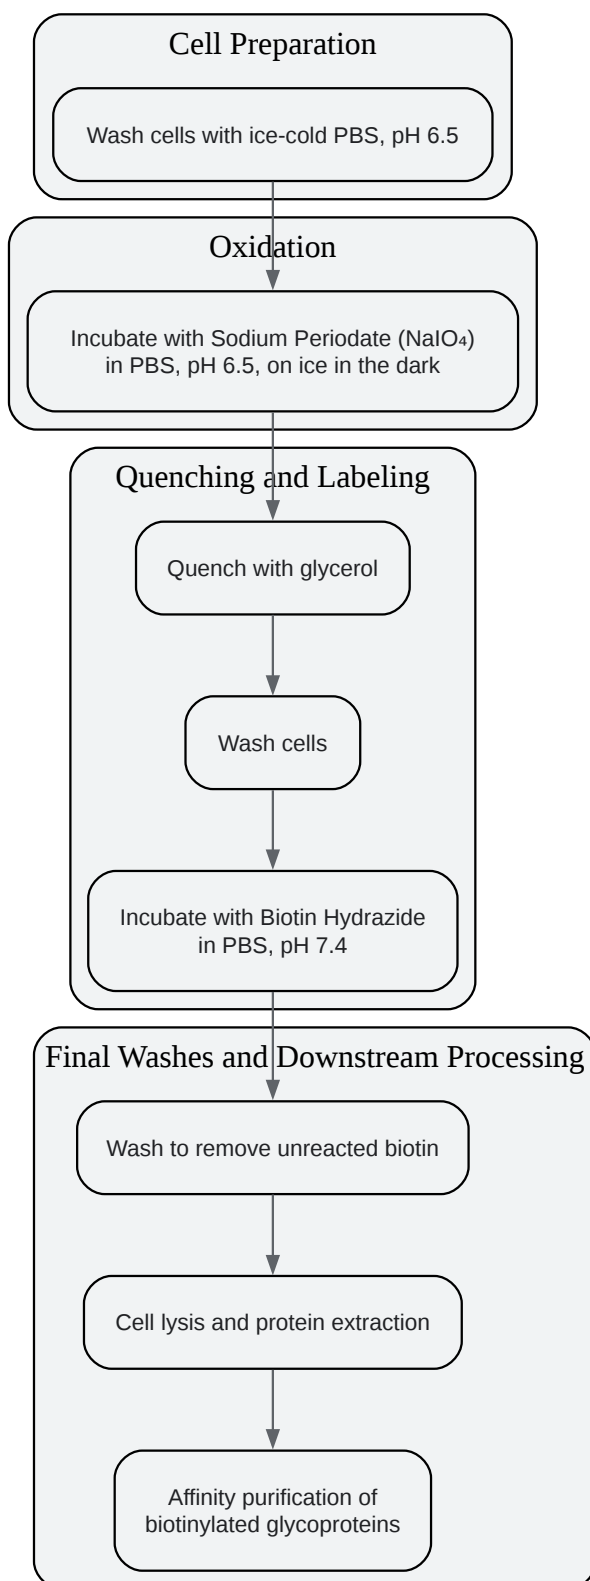 Cell Preparation
Wash cells with ice-cold PBS, pH 6.5
Oxidation
Incubate with Sodium Periodate (NaIO₄)
in PBS, pH 6.5, on ice in the dark
Quenching and Labeling
Quench with glycerol
Wash cells
Incubate with Biotin Hydrazide
in PBS, pH 7.4
Final Washes and Downstream Processing
Wash to remove unreacted biotin
Cell lysis and protein extraction
Affinity purification of
biotinylated glycoproteins